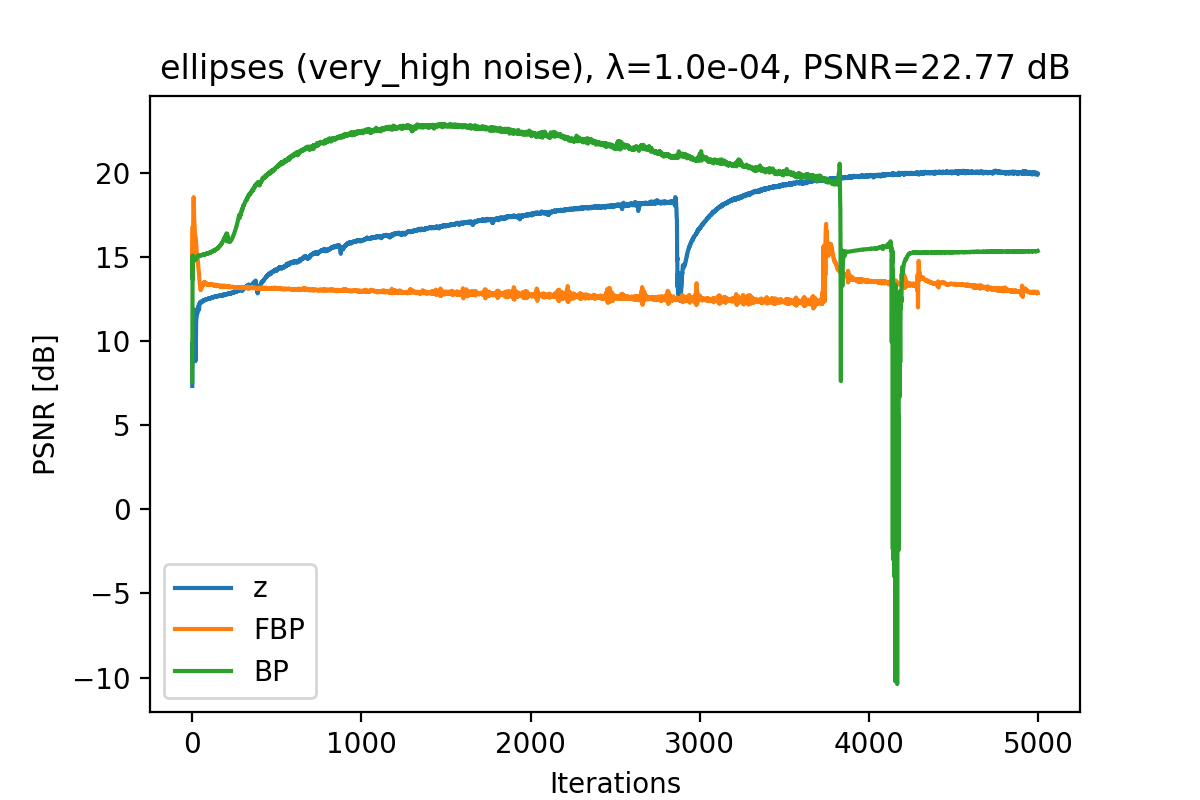 ellipses (very_high noise), λ=1.0e-04, PSNR=22.77 dB
PSNR [dB]
20
15
10
5
0
−5
−10
z
FBP
BP
0 1000 2000 3000 4000 5000
Iterations